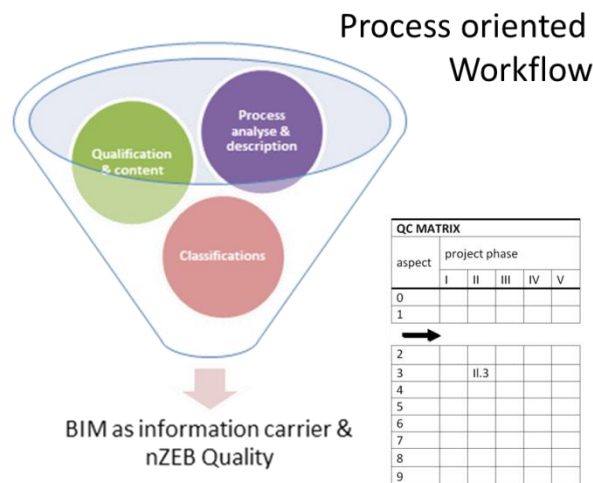 Process oriented
Workflow
Process
analyse &
description
Qualification
& content
Classifications
BIM as information carrier &
nZEB Quality
QC MATRIX
aspect project phase
I II III IV V
0
1
2
3 II.3
4
5
6
7
8
9